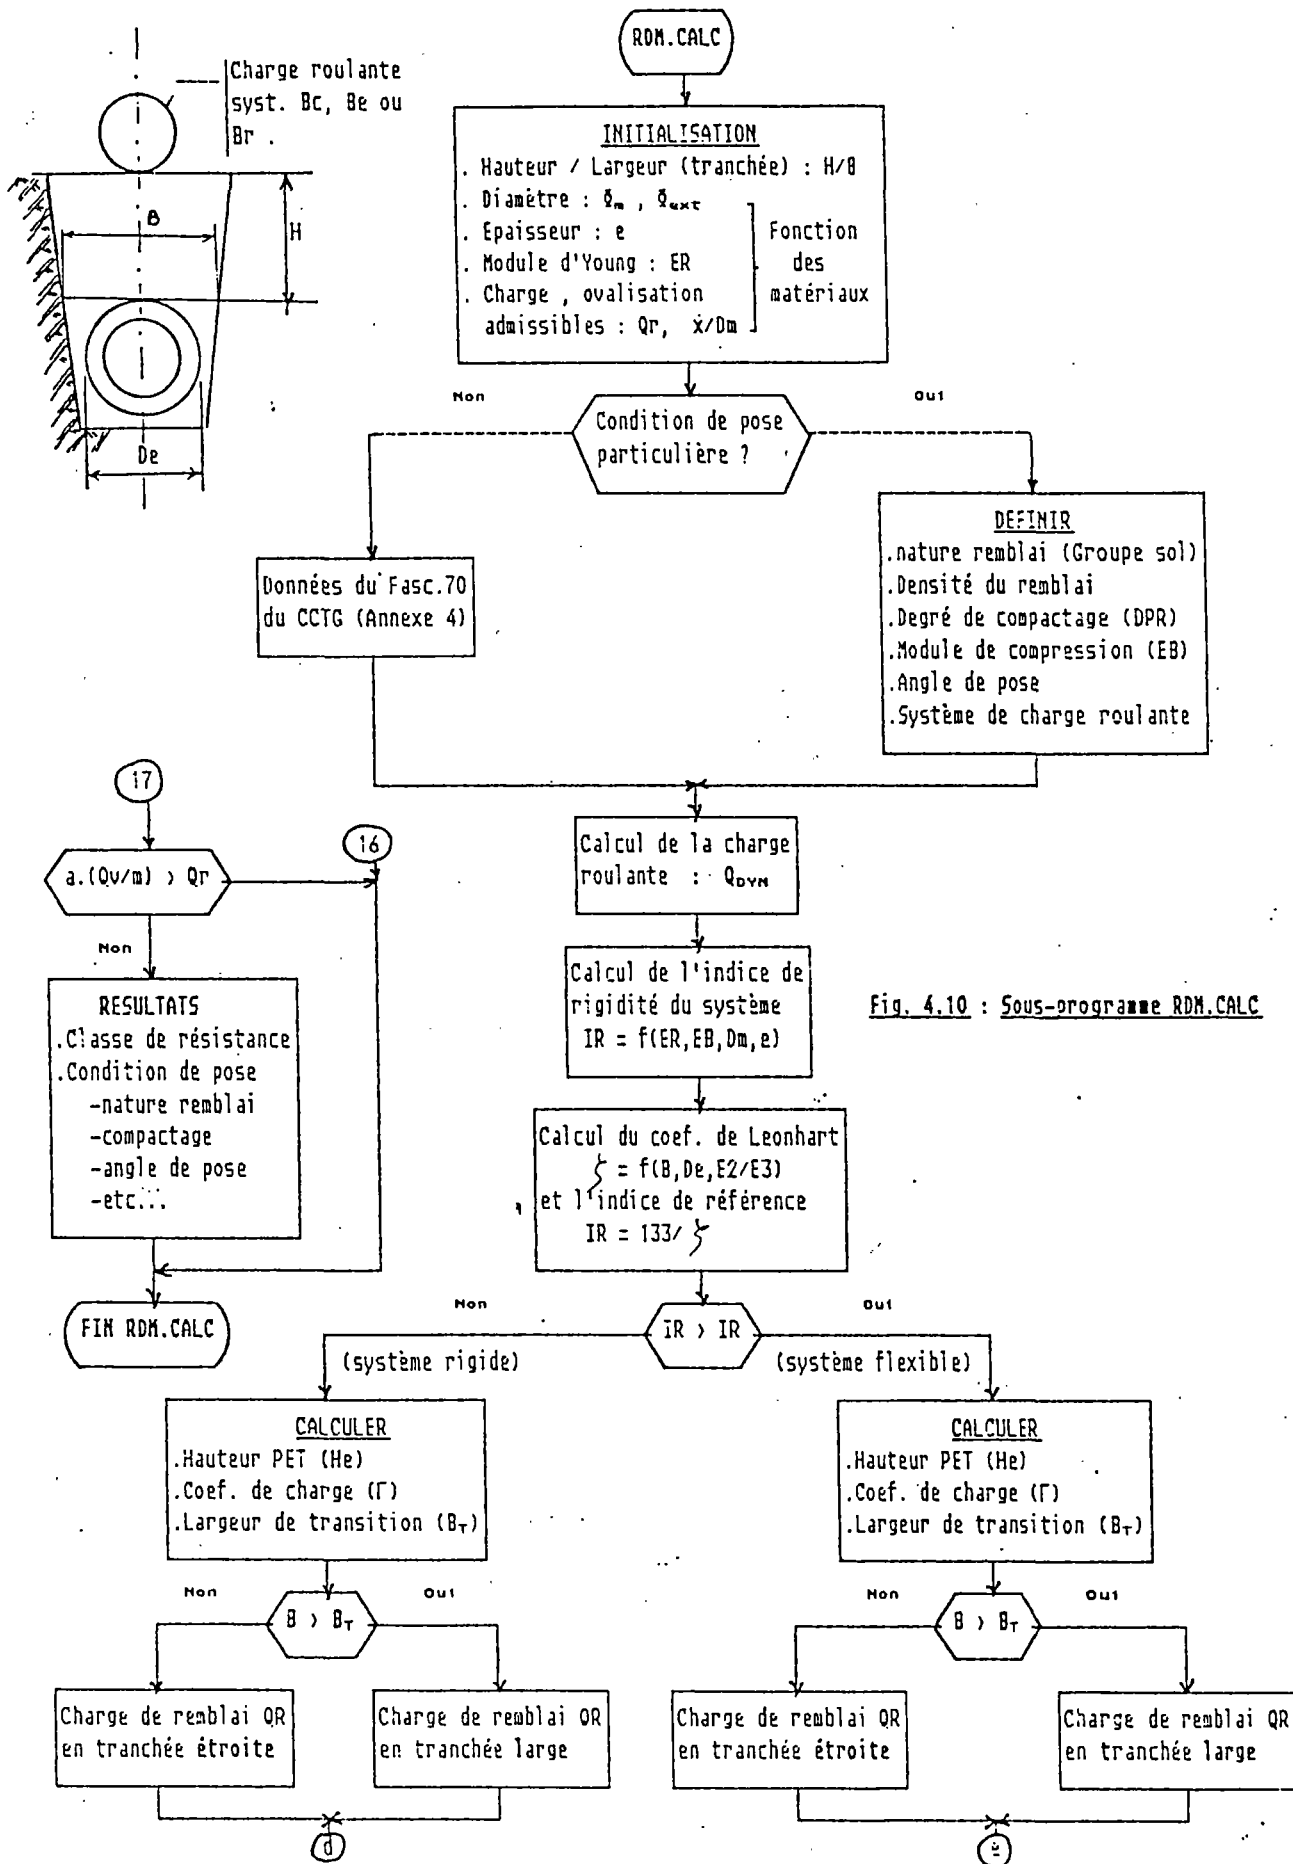 Charge roulante
syst. Bc, Be ou
Br .
B
H
De
RDM.CALC
INITIALISATION
. Hauteur / Largeur (tranchée) : H/B
. Diamètre : Φm , Φext
. Epaisseur : e
. Module d'Young : ER
. Charge , ovalisation
admissibles : Qr, x/Dm
Fonction
des
matériaux
Non
Oui
Condition de pose
particulière ?
Données du Fasc.70
du CCTG (Annexe 4)
DEFINIR
.nature remblai (Groupe sol)
.Densité du remblai
.Degré de compactage (DPR)
.Module de compression (EB)
.Angle de pose
.Système de charge roulante
17
16
a.(Qv/m) > Qr
Non
RESULTATS
.Classe de résistance
.Condition de pose
-nature remblai
-compactage
-angle de pose
-etc...
FIN RDM.CALC
Calcul de la charge
roulante : QDYN
Calcul de l'indice de
rigidité du système
IR = f(ER,EB,Dm,e)
Fig. 4.10 : Sous-programme RDM.CALC
Calcul du coef. de Leonhart
ζ = f(B,De,E2/E3)
et l'indice de référence
IR = 133/ ζ
Non
Oui
IR > IR
(système rigide)
(système flexible)
CALCULER
.Hauteur PET (He)
.Coef. de charge (Γ)
.Largeur de transition (BT)
CALCULER
.Hauteur PET (He)
.Coef. de charge (Γ)
.Largeur de transition (BT)
Non
Oui
B > BT
Non
Oui
B > BT
Charge de remblai QR
en tranchée étroite
Charge de remblai QR
en tranchée large
Charge de remblai QR
en tranchée étroite
Charge de remblai QR
en tranchée large
d
e